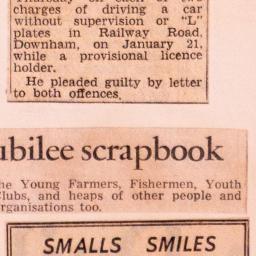 Thursday on each of two
charges of driving a car
without supervision or "L"
plates in Railway Road,
Downham, on January 21,
while a provisional licence
holder.
He pleaded guilty by letter
to both offences.
ubilee scrapbook
he Young Farmers, Fishermen, Youth
Clubs, and heaps of other people and
rganisations too.
SMALLS SMILES